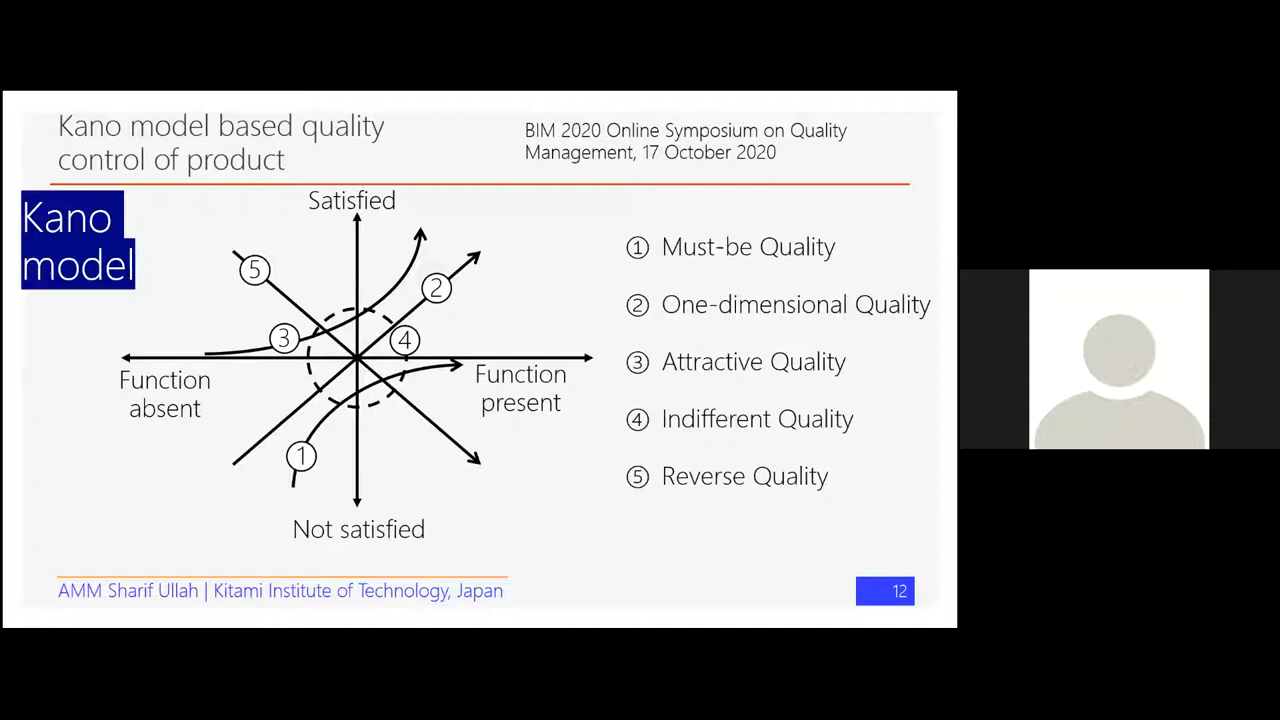 Kano model based quality
control of product
BIM 2020 Online Symposium on Quality
Management, 17 October 2020
Kano
model
Satisfied
⑤
②
③
④
Function
absent
Function
present
①
Not satisfied
① Must-be Quality
② One-dimensional Quality
③ Attractive Quality
④ Indifferent Quality
⑤ Reverse Quality
AMM Sharif Ullah | Kitami Institute of Technology, Japan
12